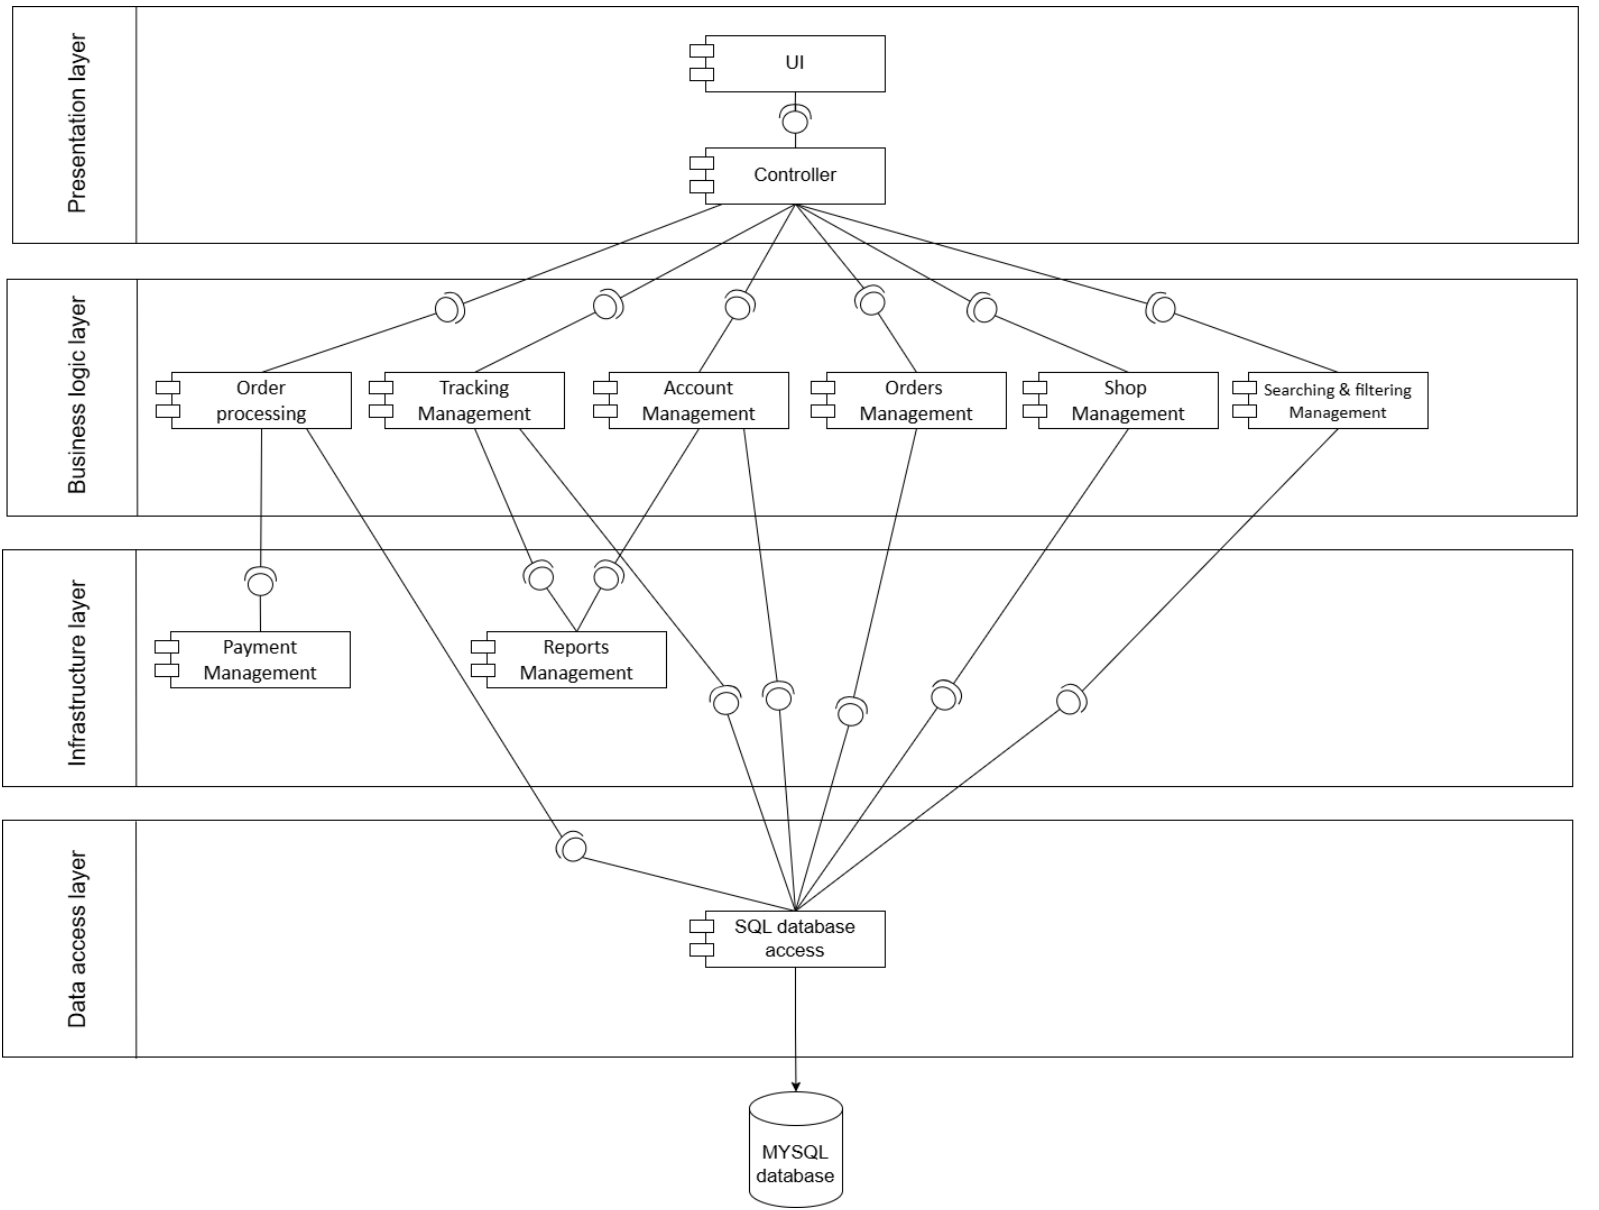 Presentation layer
UI
Controller
Business logic layer
Order
processing
Tracking
Management
Account
Management
Orders
Management
Shop
Management
Searching & filtering
Management
Infrastructure layer
Payment
Management
Reports
Management
Data access layer
SQL database
access
MYSQL
database